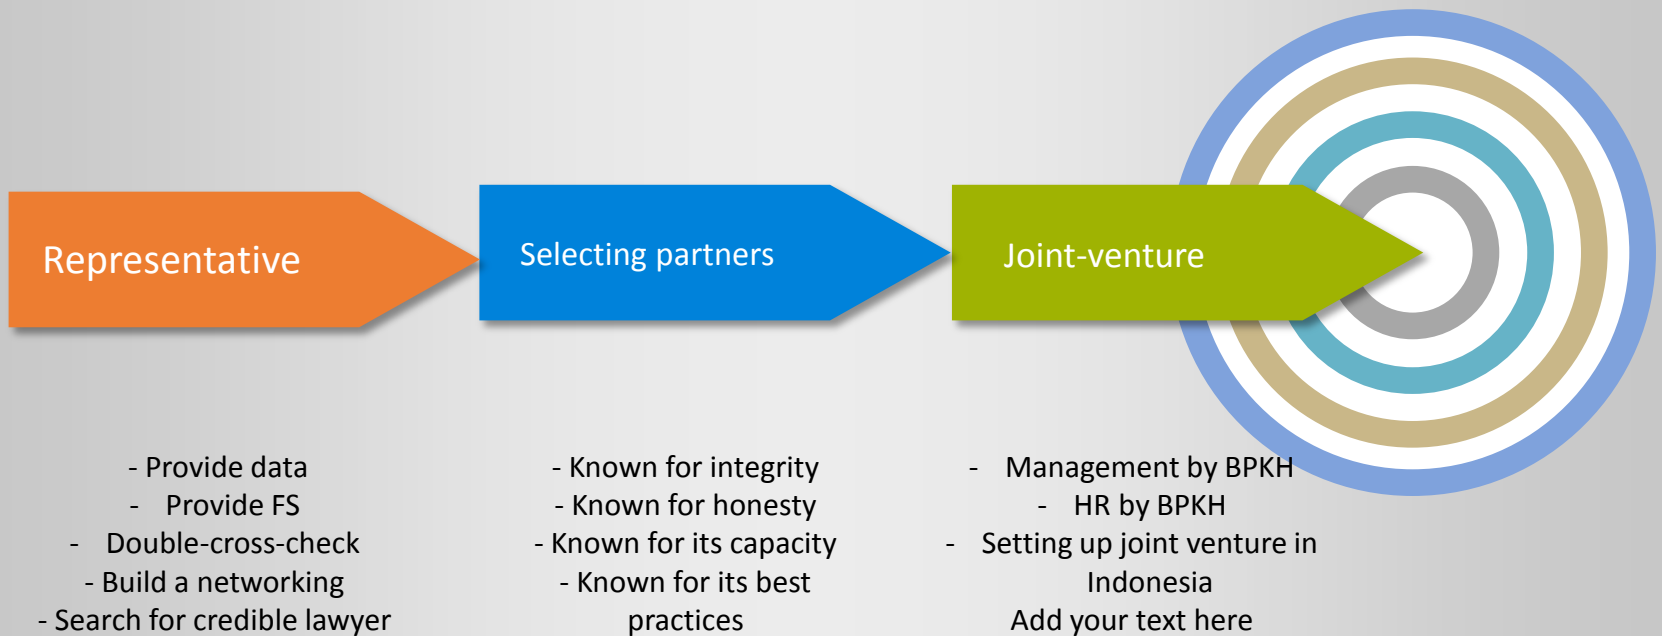 Representative
Selecting partners
Joint-venture
- Provide data
- Provide FS
- Double-cross-check
- Build a networking
- Search for credible lawyer
- Known for integrity
- Known for honesty
- Known for its capacity
- Known for its best
practices
- Management by BPKH
- HR by BPKH
- Setting up joint venture in
Indonesia
Add your text here